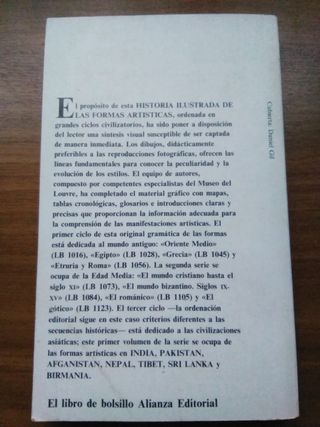 El propósito de esta HISTORIA ILUSTRADA DE
LAS FORMAS ARTISTICAS, ordenada en
grandes ciclos civilizatorios, ha sido poner a disposición
del lector una síntesis visual susceptible de ser captada
de manera inmediata. Los dibujos, didácticamente
preferibles a las reproducciones fotográficas, ofrecen las
líneas fundamentales para conocer la peculiaridad y la
evolución de los estilos. El equipo de autores,
compuesto por competentes especialistas del Museo del
Louvre, ha completado el material gráfico con mapas,
tablas cronológicas, glosarios e introducciones claras y
precisas que proporcionan la información adecuada para
la comprensión de las manifestaciones artísticas. El
primer ciclo de esta original gramática de las formas
está dedicada al mundo antiguo: «Oriente Medio»
(LB 1016), «Egipto» (LB 1028), «Grecia» (LB 1045) y
«Etruria y Roma» (LB 1056). La segunda serie se
ocupa de la Edad Media: «El mundo cristiano hasta el
siglo XI» (LB 1073), «El mundo bizantino. Siglos IX-
XV» (LB 1084), «El románico» (LB 1105) y «El
gótico» (LB 1123). El tercer ciclo —la ordenación
editorial sigue en este caso criterios diferentes a las
secuencias históricas— está dedicado a las civilizaciones
asiáticas; este primer volumen de la serie se ocupa de
las formas artísticas en INDIA, PAKISTAN,
AFGANISTAN, NEPAL, TIBET, SRI LANKA y
BIRMANIA.
El libro de bolsillo Alianza Editorial
Cubierta: Daniel Gil